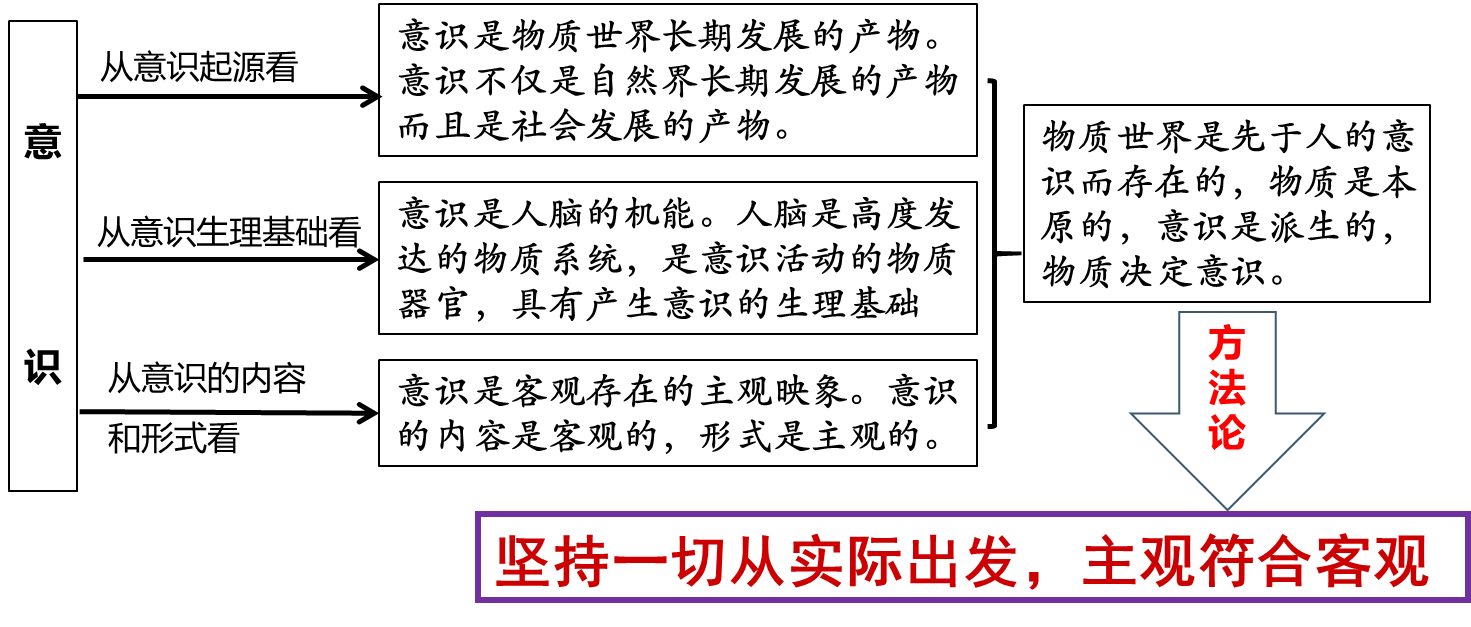 意
识
从意识起源看
意识是物质世界长期发展的产物。
意识不仅是自然界长期发展的产物
而且是社会发展的产物。
从意识生理基础看
意识是人脑的机能。人脑是高度发
达的物质系统，是意识活动的物质
器官，具有产生意识的生理基础
从意识的内容
和形式看
意识是客观存在的主观映象。意识
的内容是客观的，形式是主观的。
物质世界是先于人的意
识而存在的，物质是本
原的，意识是派生的，
物质决定意识。
方
法
论
坚持一切从实际出发，主观符合客观